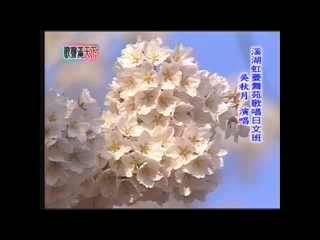 歌聲滿天下
溪湖虹臺舞苑歌唱日文班
吳秋月 演唱